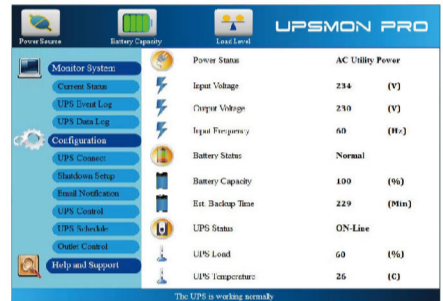 UPSMON PRO
Power Source
Battery Capacity
Load Level
Monitor System
Current Status
UPS Event Log
UPS Data Log
Configuration
UPS Connect
Shutdown Setup
Email Notification
UPS Control
UPS Schedule
Outlet Control
Help and Support
Power Status AC Utility Power
Input Voltage 234 (V)
Output Voltage 230 (V)
Input Frequency 60 (Hz)
Battery Status Normal
Battery Capacity 100 (%)
Est. Backup Time 229 (Min)
UPS Status ON-Line
UPS Load 60 (%)
UPS Temperature 26 (C)
The UPS is working normally